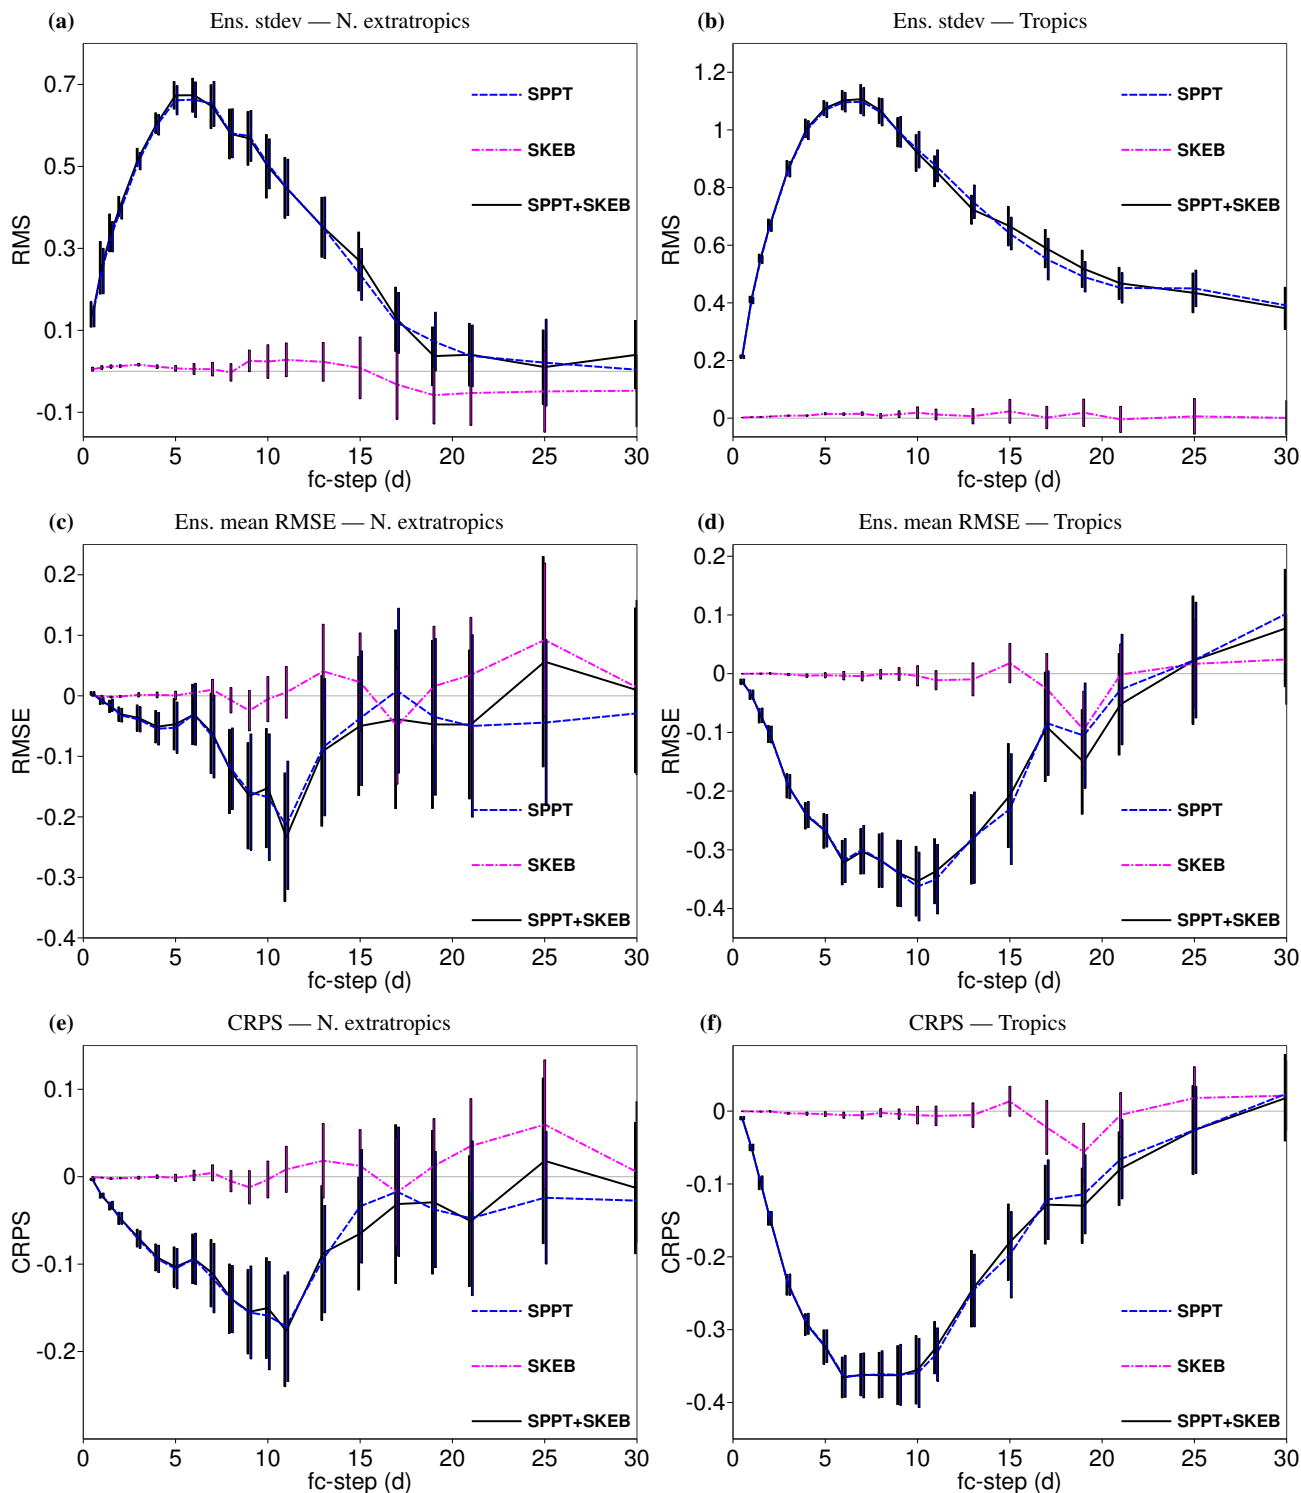 (a) Ens. stdev — N. extratropics
0.7
0.5
0.3
0.1
-0.1
RMS
SPPT
SKEB
SPPT+SKEB
0 5 10 15 20 25 30
fc-step (d)
(b) Ens. stdev — Tropics
1.2
1
0.8
0.6
0.4
0.2
0
RMS
SPPT
SKEB
SPPT+SKEB
0 5 10 15 20 25 30
fc-step (d)
(c) Ens. mean RMSE — N. extratropics
0.2
0.1
0
-0.1
-0.2
-0.3
-0.4
RMSE
SPPT
SKEB
SPPT+SKEB
0 5 10 15 20 25 30
fc-step (d)
(d) Ens. mean RMSE — Tropics
0.2
0.1
0
-0.1
-0.2
-0.3
-0.4
RMSE
SPPT
SKEB
SPPT+SKEB
0 5 10 15 20 25 30
fc-step (d)
(e) CRPS — N. extratropics
0.1
0
-0.1
-0.2
CRPS
SPPT
SKEB
SPPT+SKEB
0 5 10 15 20 25 30
fc-step (d)
(f) CRPS — Tropics
0
-0.1
-0.2
-0.3
-0.4
CRPS
SPPT
SKEB
SPPT+SKEB
0 5 10 15 20 25 30
fc-step (d)